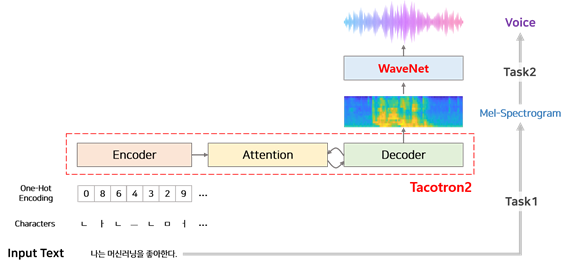 Voice
WaveNet
Task2
Mel-Spectrogram
Encoder
Attention
Decoder
Tacotron2
One-Hot
Encoding
0 8 6 4 3 2 9 ...
Task1
Characters
ㄴ ㅏ ㄴ ㅡ ㄴ ㅁ ㅓ ...
Input Text
나는 머신러닝을 좋아한다.